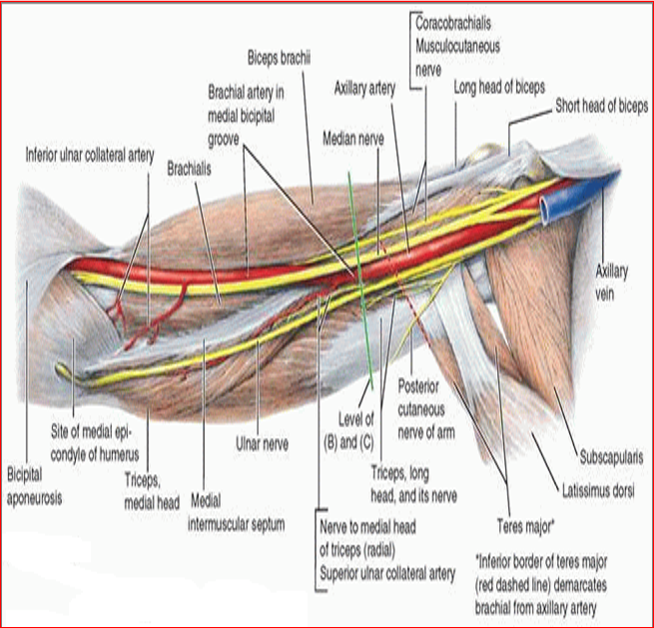 Coracobrachialis
Musculocutaneous
nerve
Biceps brachii
Long head of biceps
Axillary artery
Brachial artery in
medial bicipital
groove
Short head of biceps
Median nerve
Inferior ulnar collateral artery
Brachialis
Axillary
vein
Posterior
cutaneous
nerve of arm
Level of
(B) and (C)
Site of medial epi-
condyle of humerus
Ulnar nerve
Subscapularis
Bicipital
aponeurosis
Triceps,
medial head
Triceps, long
head, and its nerve
Latissimus dorsi
Medial
intermuscular septum
Nerve to medial head
of triceps (radial)
Superior ulnar collateral artery
Teres major*
*Inferior border of teres major
(red dashed line) demarcates
brachial from axillary artery